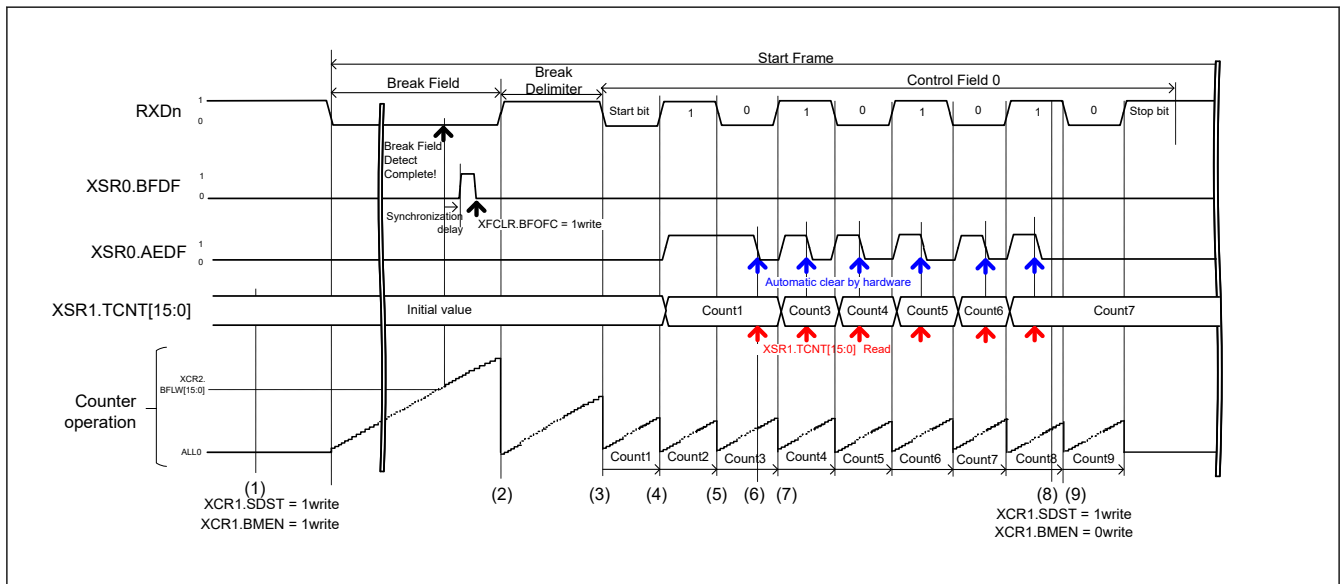 Start Frame
Break Field
Break
Delimiter
Control Field 0
RXDn
1
0
Start bit
1
0
1
0
1
0
1
0
Stop bit
Break Field
Detect
Complete!
XSR0.BFDF
1
0
Synchronization
delay
XFCLR.BFOFC = 1write
XSR0.AEDF
1
0
Automatic clear by hardware
XSR1.TCNT[15:0]
Initial value
Count1
Count3
Count4
Count5
Count6
Count7
XSR1.TCNT[15:0] Read
Counter
operation
XCR2.
BFLW[15:0]
ALL0
Count1
Count2
Count3
Count4
Count5
Count6
Count7
Count8
Count9
(1)
(2)
(3)
(4)
(5)
(6)
(7)
(8)
(9)
XCR1.SDST = 1write
XCR1.BMEN = 1write
XCR1.SDST = 1write
XCR1.BMEN = 0write